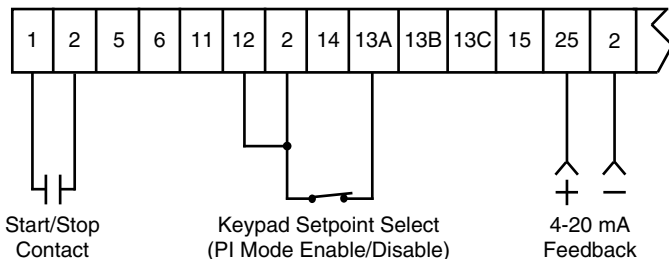 1 2 5 6 11 12 2 14 13A 13B 13C 15 25 2
+ –
Start/Stop Keypad Setpoint Select 4-20 mA
Contact (PI Mode Enable/Disable) Feedback